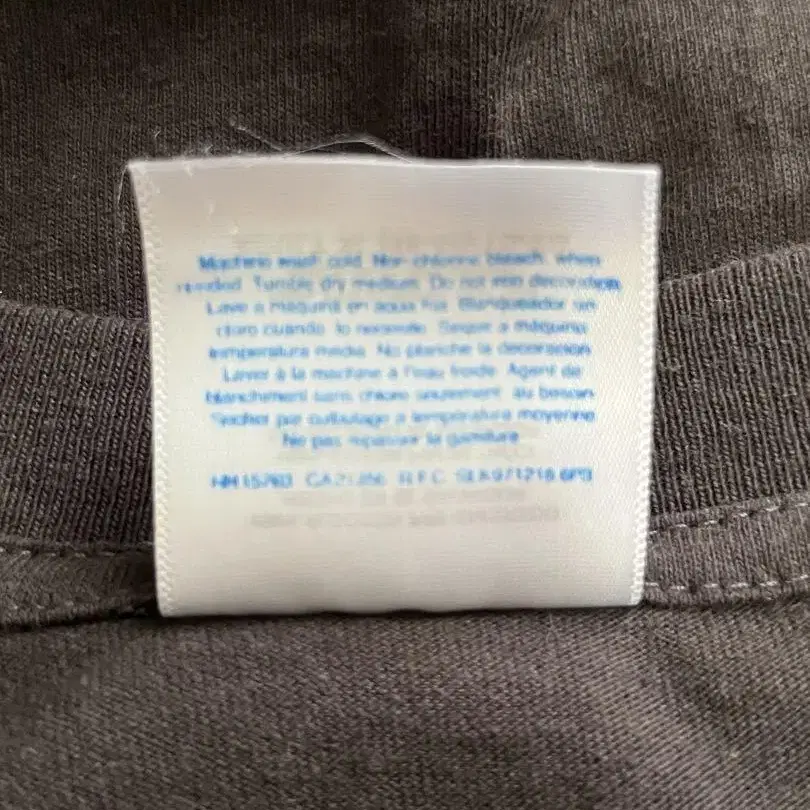 Machine wash cold. Non-chlorine bleach, when
needed. Tumble dry medium. Do not iron decoration.
Lave a máquina en agua fría. Blanqueador sin
cloro cuando lo necesite. Seque a máquina
temperatura media. No planche la decoración
Laver à la machine à l'eau froide. Agent de
blanchiment sans chlore seulement au besoin
Sécher par culbutage à température moyenne
Ne pas repasser la garniture
CA R.F.C.